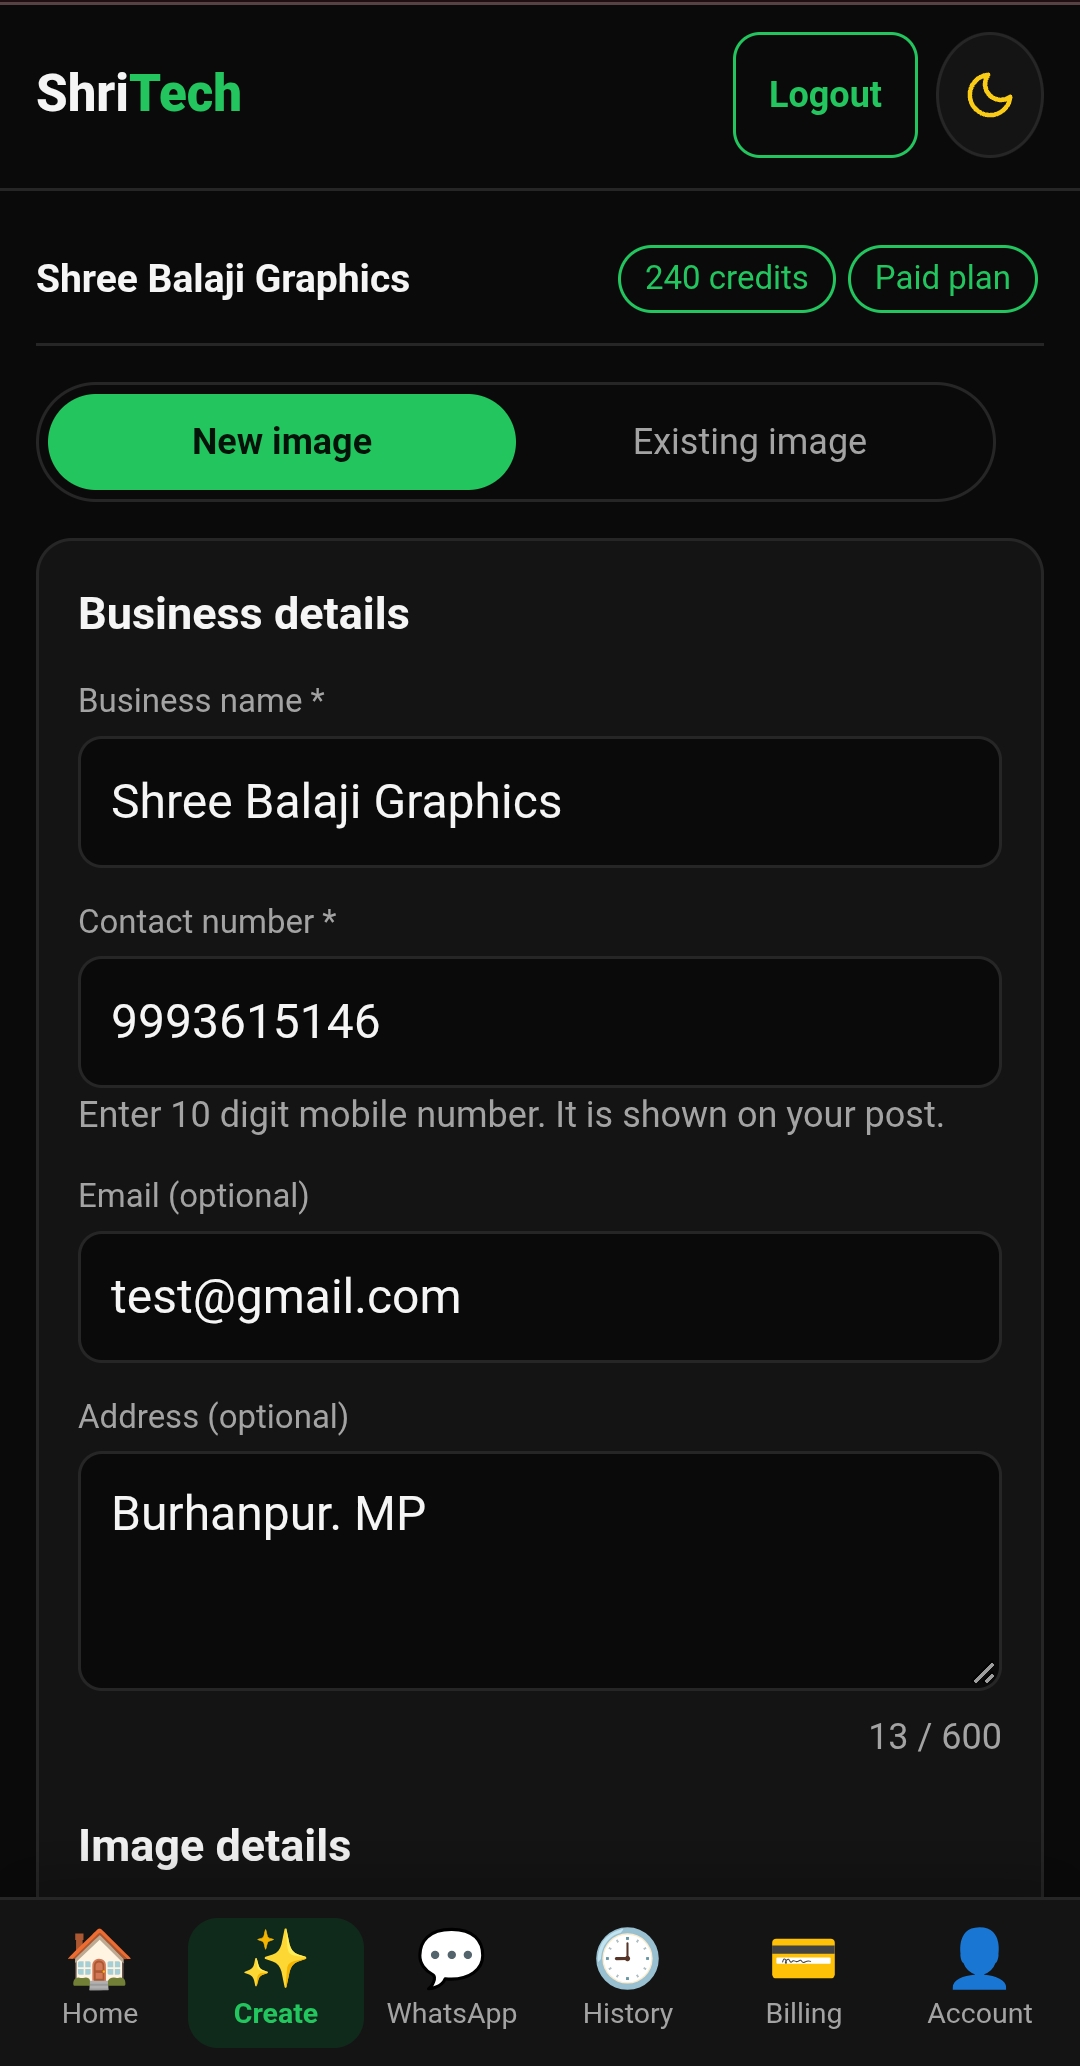 ShriTech
Logout
Shree Balaji Graphics
240 credits
Paid plan
New image
Existing image
Business details
Business name *
Shree Balaji Graphics
Contact number *
9993615146
Enter 10 digit mobile number. It is shown on your post.
Email (optional)
test@gmail.com
Address (optional)
Burhanpur. MP
13 / 600
Image details
Home
Create
WhatsApp
History
Billing
Account